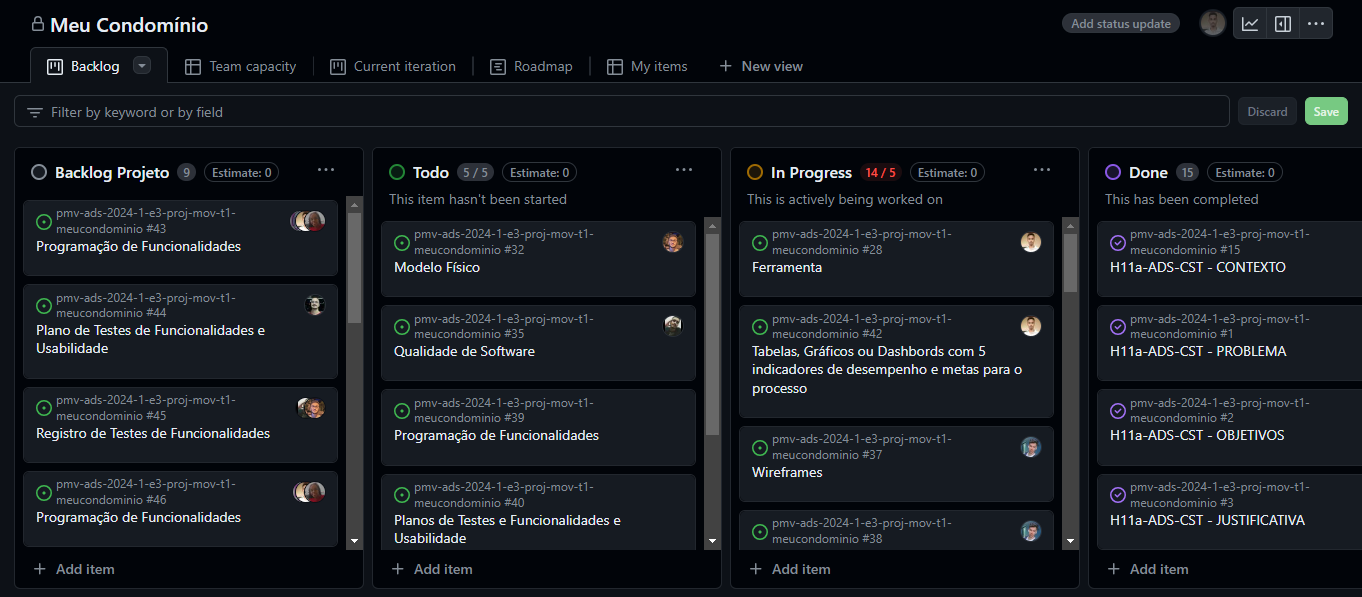 Meu Condomínio
Add status update
Backlog
Team capacity
Current iteration
Roadmap
My items
New view
Filter by keyword or by field
Discard
Save
Backlog Projeto 9 Estimate: 0
pmv-ads-2024-1-e3-proj-mov-t1-
meucondominio #43
Programação de Funcionalidades
pmv-ads-2024-1-e3-proj-mov-t1-
meucondominio #44
Plano de Testes de Funcionalidades e
Usabilidade
pmv-ads-2024-1-e3-proj-mov-t1-
meucondominio #45
Registro de Testes de Funcionalidades
pmv-ads-2024-1-e3-proj-mov-t1-
meucondominio #46
Programação de Funcionalidades
Add item
Todo 5 / 5 Estimate: 0
This item hasn't been started
pmv-ads-2024-1-e3-proj-mov-t1-
meucondominio #32
Modelo Físico
pmv-ads-2024-1-e3-proj-mov-t1-
meucondominio #35
Qualidade de Software
pmv-ads-2024-1-e3-proj-mov-t1-
meucondominio #39
Programação de Funcionalidades
pmv-ads-2024-1-e3-proj-mov-t1-
meucondominio #40
Planos de Testes e Funcionalidades e
Usabilidade
Add item
In Progress 14 / 5 Estimate: 0
This is actively being worked on
pmv-ads-2024-1-e3-proj-mov-t1-
meucondominio #28
Ferramenta
pmv-ads-2024-1-e3-proj-mov-t1-
meucondominio #42
Tabelas, Gráficos ou Dashbords com 5
indicadores de desempenho e metas para o
processo
pmv-ads-2024-1-e3-proj-mov-t1-
meucondominio #37
Wireframes
pmv-ads-2024-1-e3-proj-mov-t1-
meucondominio #38
Add item
Done 15 Estimate: 0
This has been completed
pmv-ads-2024-1-e3-proj-mov-t1-
meucondominio #15
H11a-ADS-CST - CONTEXTO
pmv-ads-2024-1-e3-proj-mov-t1-
meucondominio #1
H11a-ADS-CST - PROBLEMA
pmv-ads-2024-1-e3-proj-mov-t1-
meucondominio #2
H11a-ADS-CST - OBJETIVOS
pmv-ads-2024-1-e3-proj-mov-t1-
meucondominio #3
H11a-ADS-CST - JUSTIFICATIVA
Add item